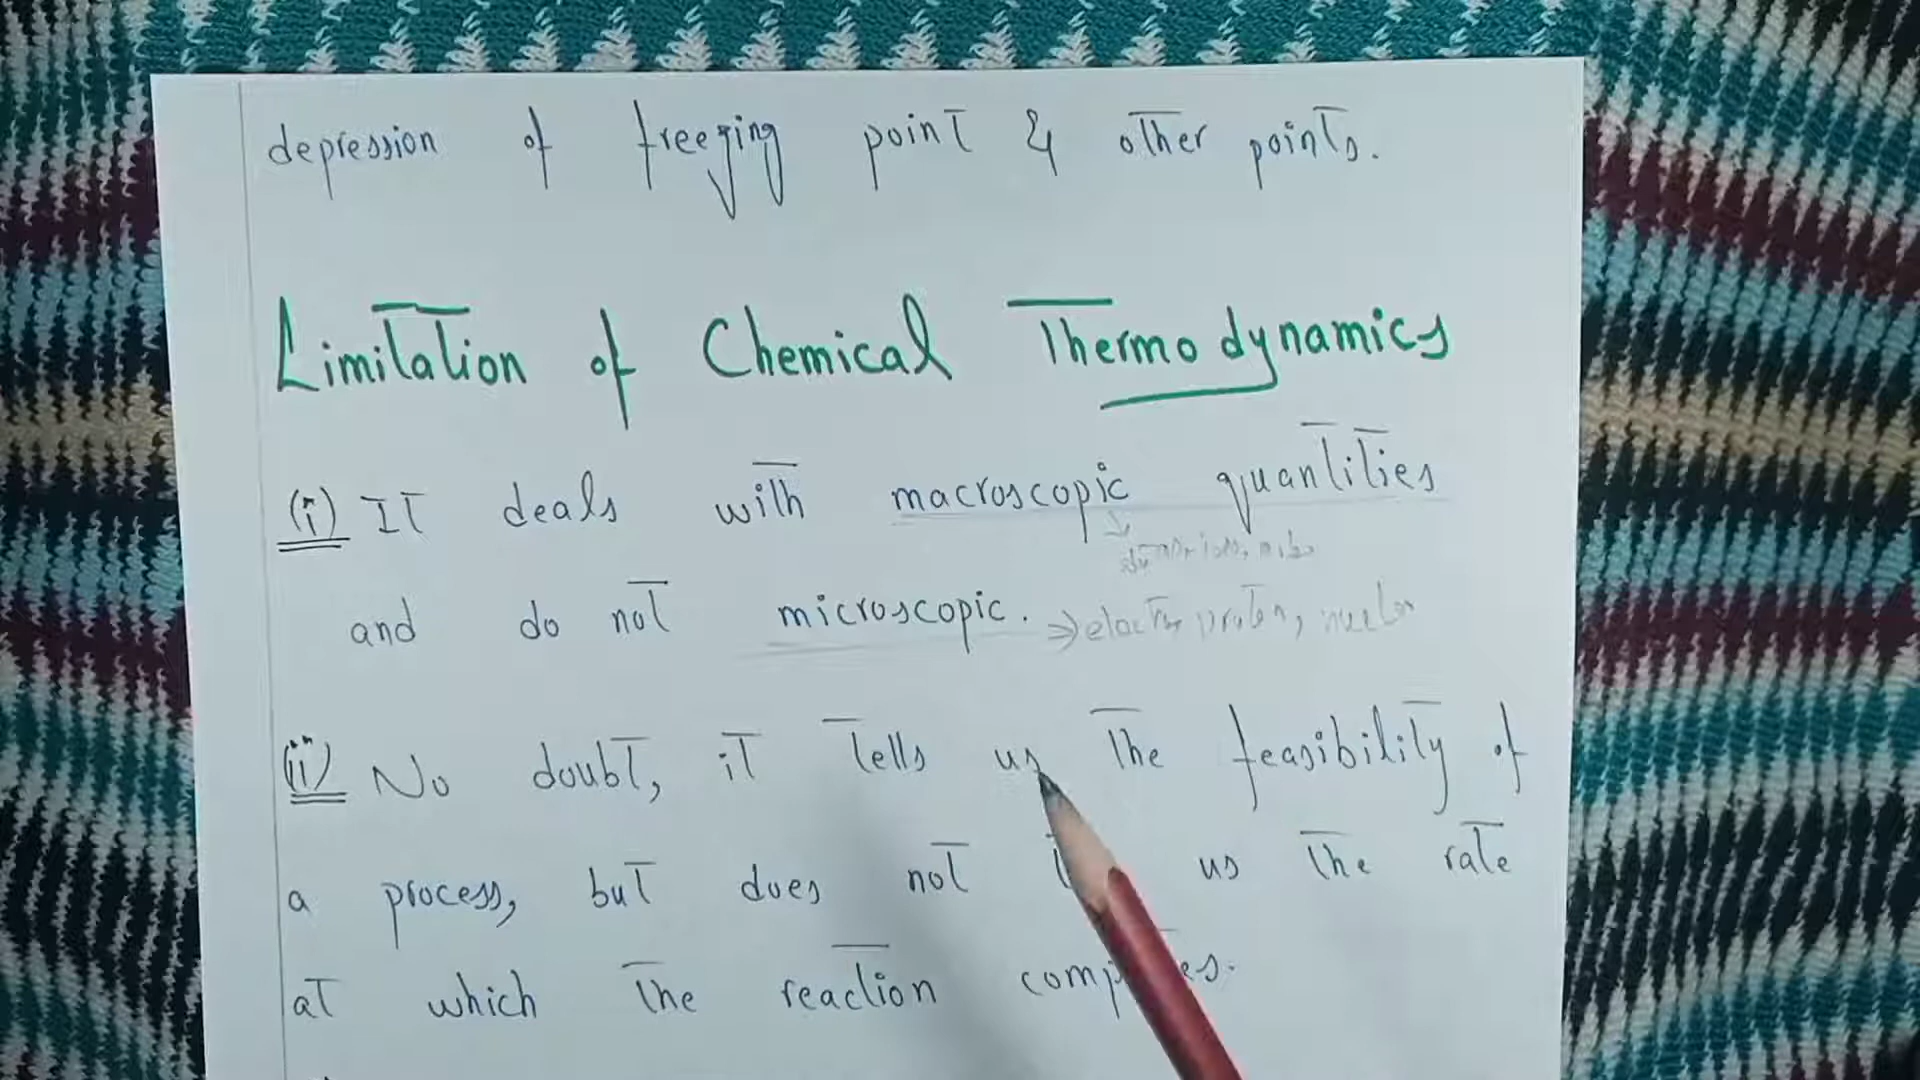 depression of freezing point & other points.
Limitation of Chemical Thermodynamics
(i) It deals with macroscopic quantities
and do not microscopic.
(ii) No doubt, it tells us the feasibility of
a process, but does not us the rate
at which the reaction